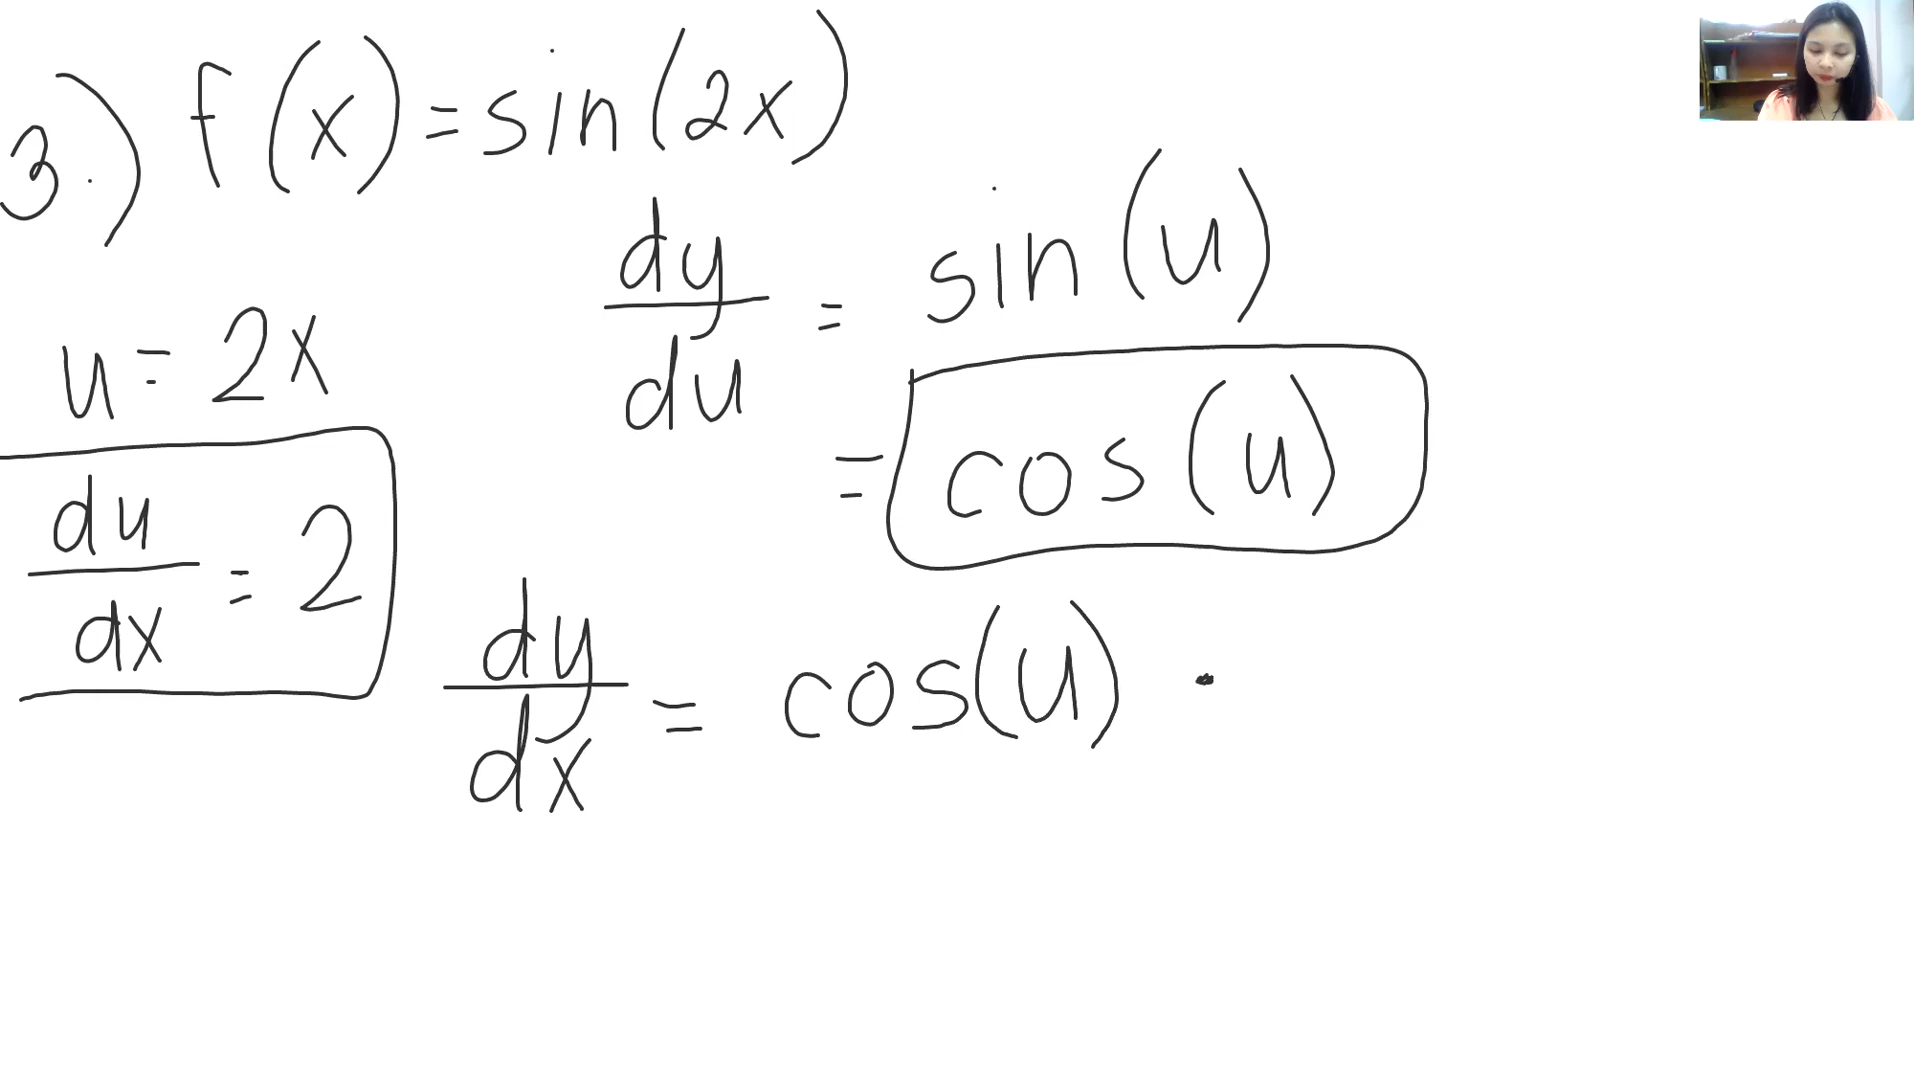 3.) f(x) = sin(2x)
dy/du = sin(u)
u = 2x
= cos(u)
du/dx = 2
dy/dx = cos(u) ·